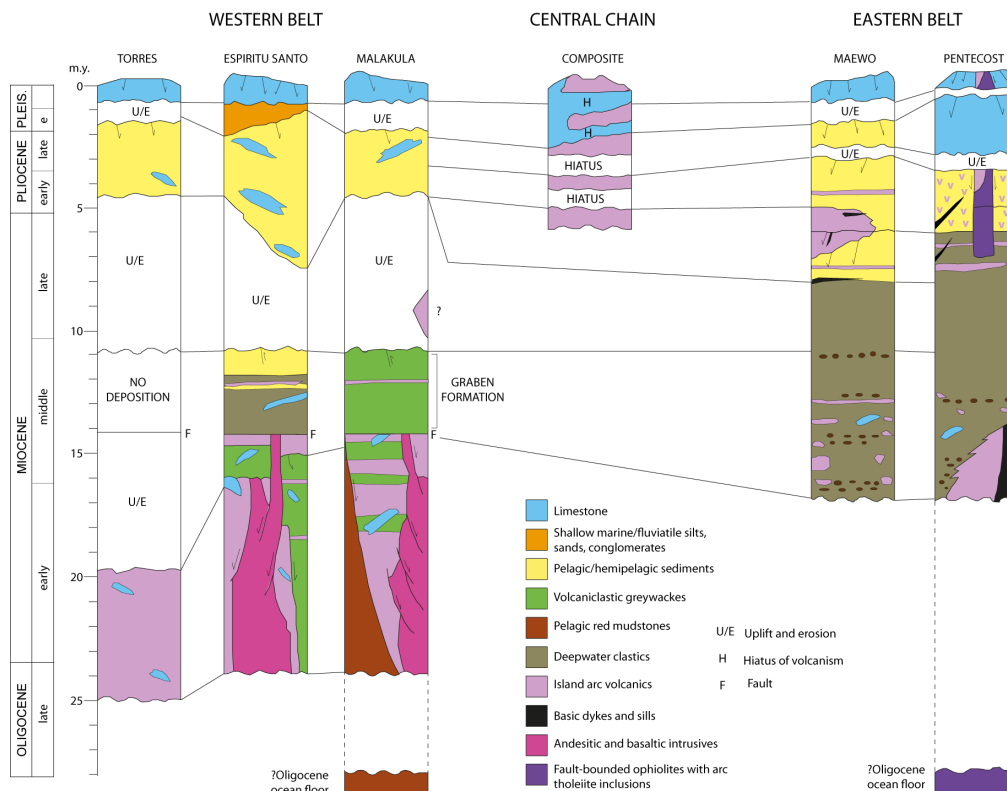 WESTERN BELT
CENTRAL CHAIN
EASTERN BELT
TORRES
ESPIRITU SANTO
MALAKULA
COMPOSITE
MAEWO
PENTECOST
m.y.
0
5
10
15
20
25
PLEIS.
e
PLIOCENE
late
early
MIOCENE
late
middle
early
OLIGOCENE
late
U/E
U/E
NO
DEPOSITION
F
U/E
U/E
F
U/E
U/E
?
GRABEN
FORMATION
F
?Oligocene
ocean floor
H
H
HIATUS
HIATUS
U/E
U/E
U/E
v v v v v v v v v v v v v v v v v v
?Oligocene
ocean floor
Limestone
Shallow marine/fluviatile silts,
sands, conglomerates
Pelagic/hemipelagic sediments
Volcaniclastic greywackes
Pelagic red mudstones
Deepwater clastics
Island arc volcanics
Basic dykes and sills
Andesitic and basaltic intrusives
Fault-bounded ophiolites with arc
tholeiite inclusions
U/E Uplift and erosion
H Hiatus of volcanism
F Fault